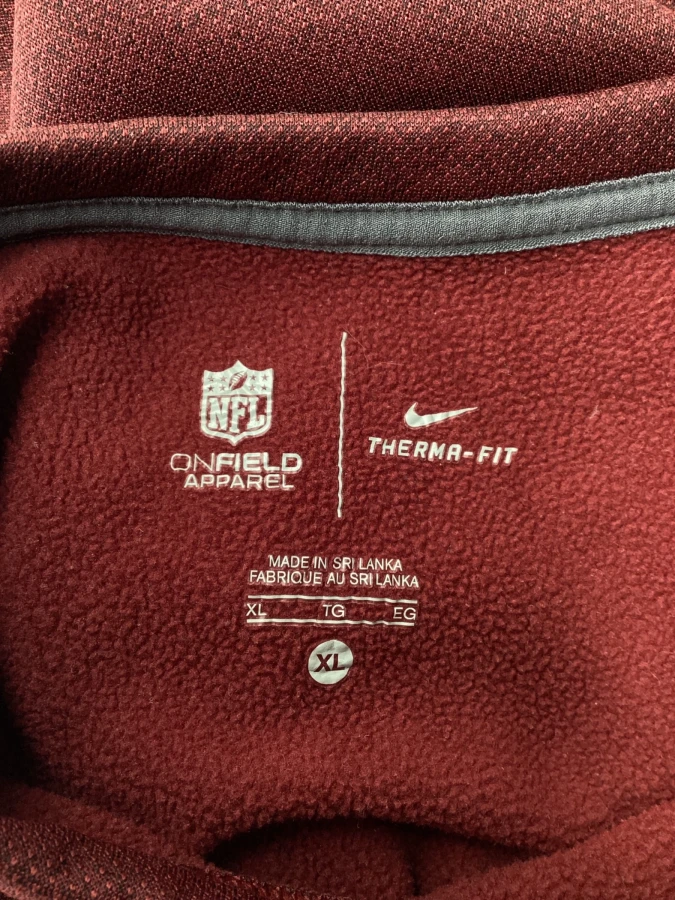 NFL
ONFIELD
APPAREL
THERMA-FIT
MADE IN SRI LANKA
FABRIQUE AU SRI LANKA
XL TG EG
XL